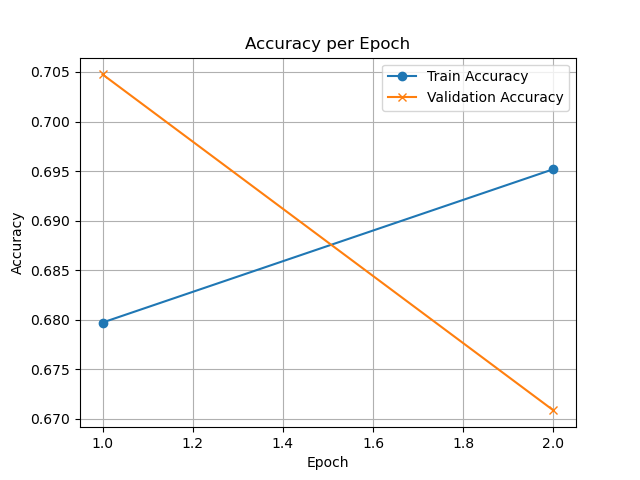 Accuracy per Epoch
Train Accuracy
Validation Accuracy
0.705
0.700
0.695
0.690
0.685
0.680
0.675
0.670
Accuracy
1.0 1.2 1.4 1.6 1.8 2.0
Epoch